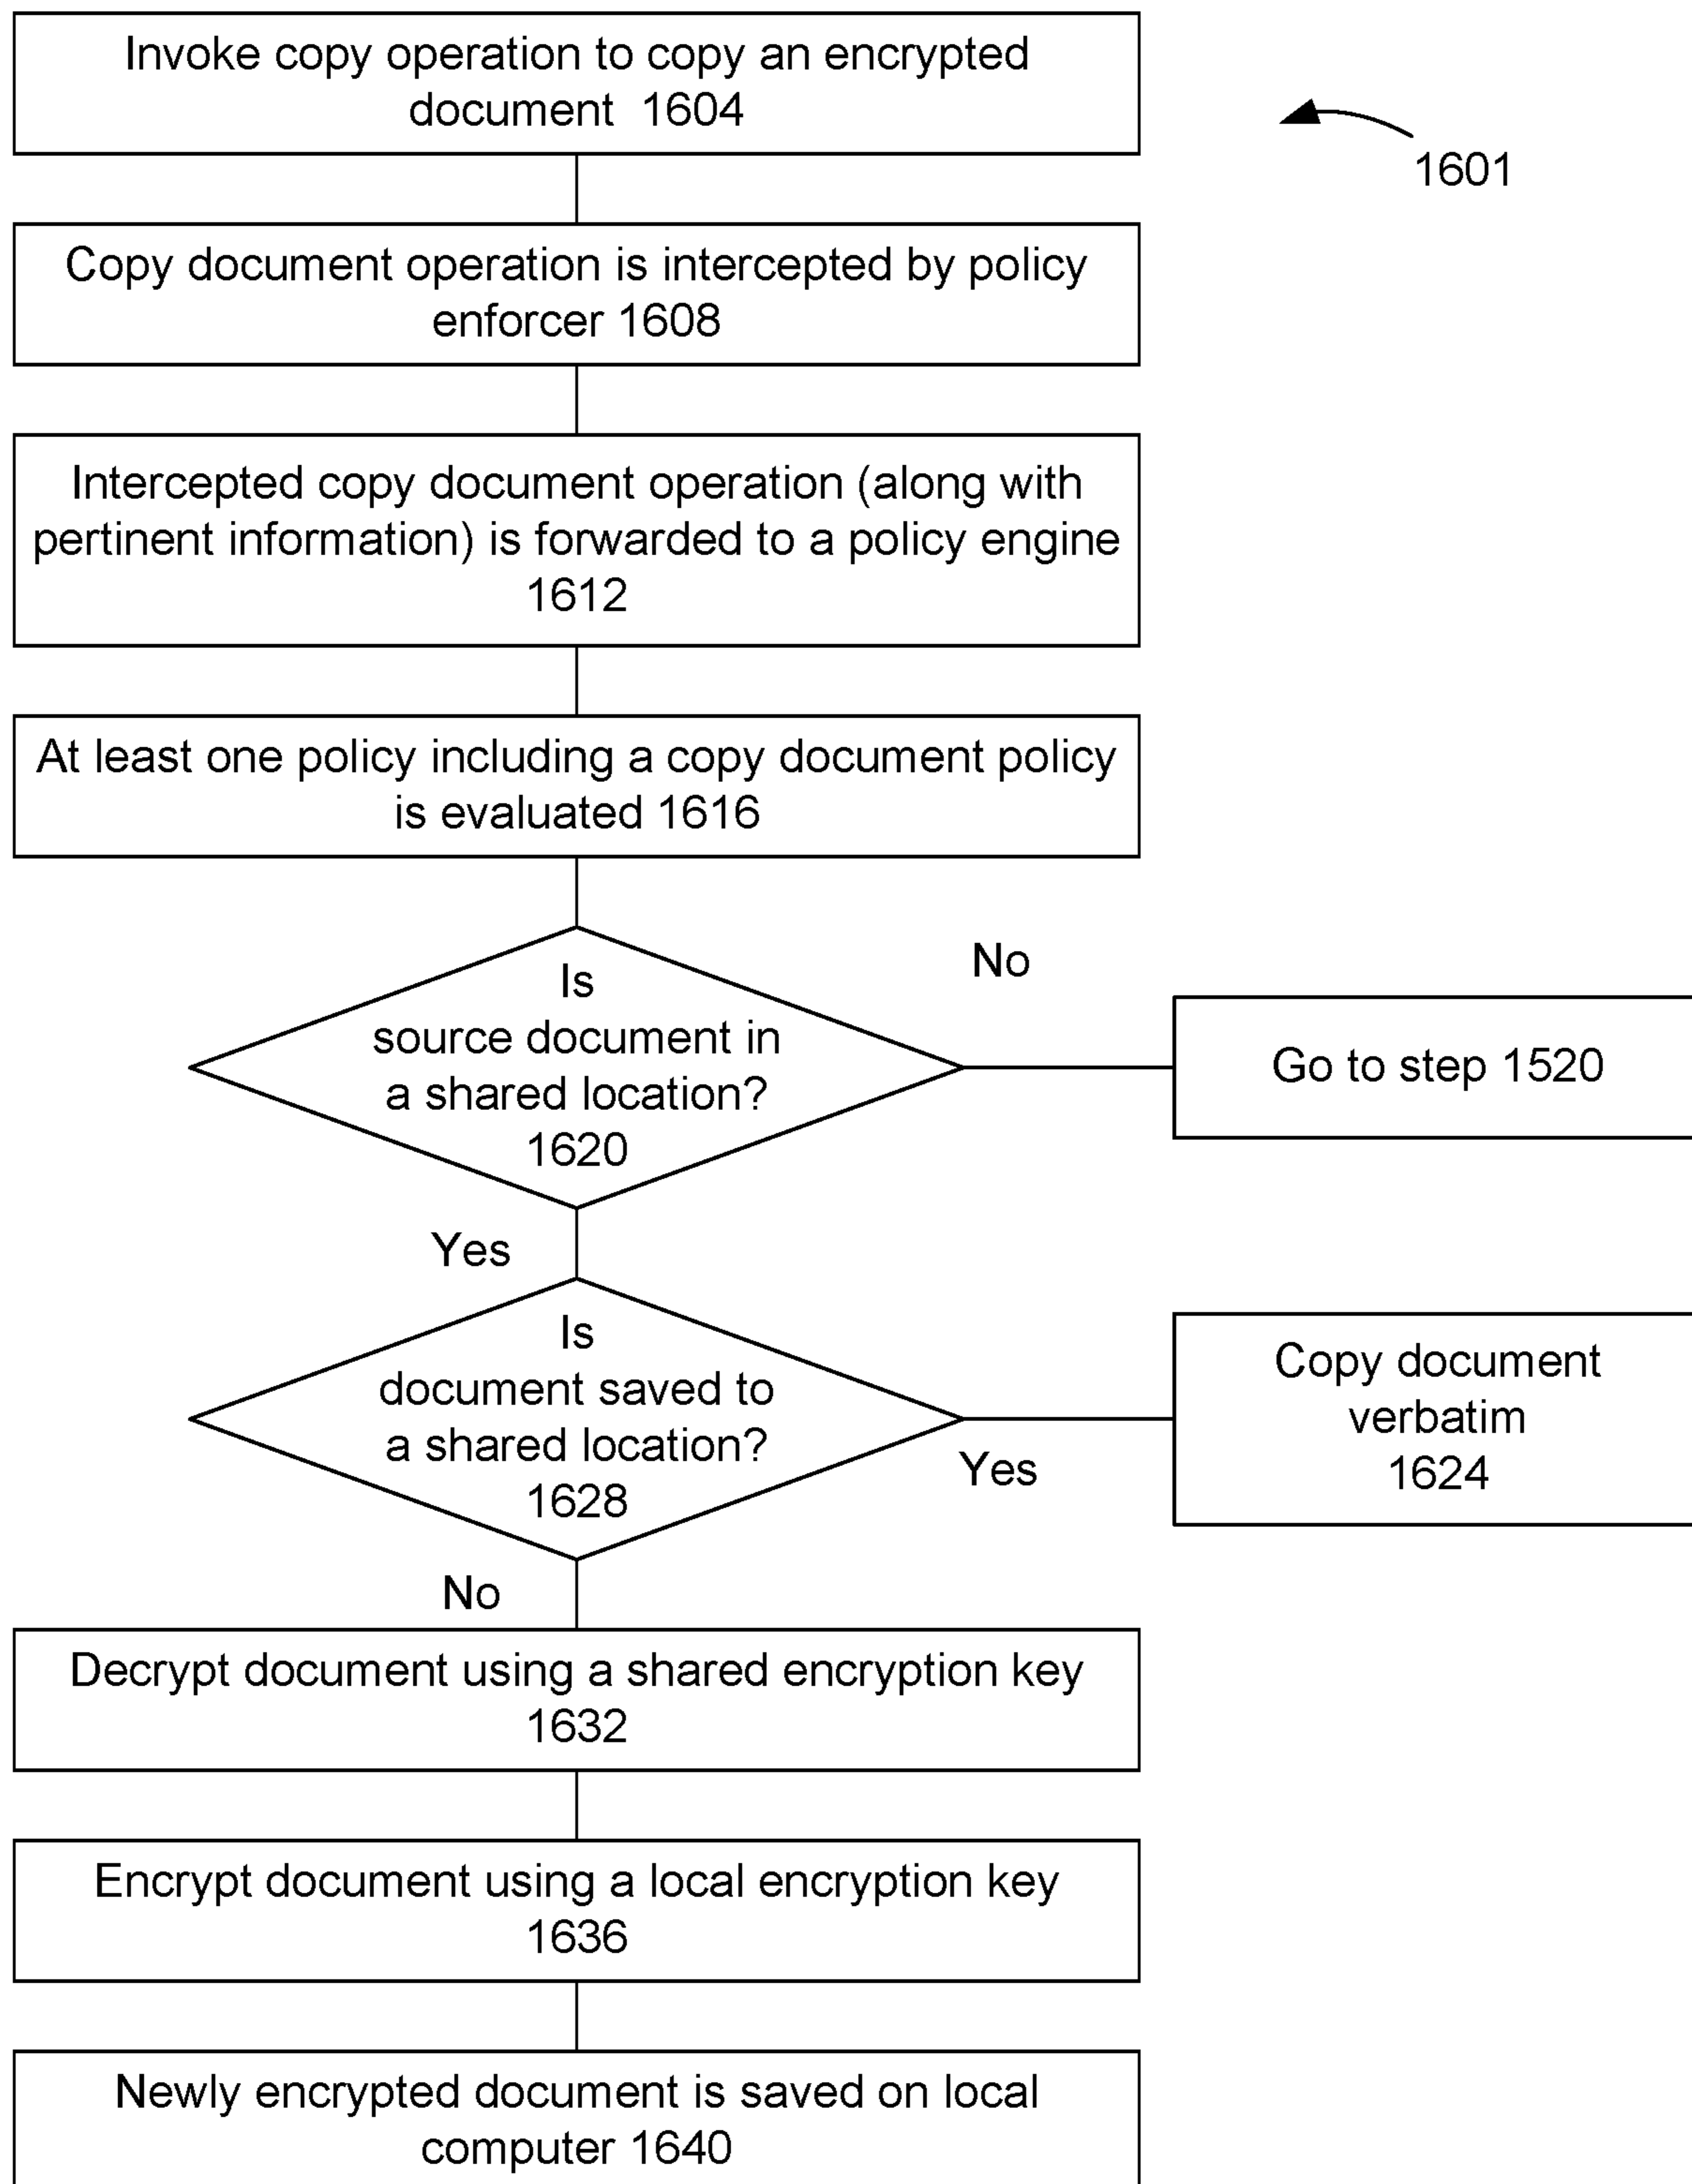 Invoke copy operation to copy an encrypted
document 1604
1601
Copy document operation is intercepted by policy
enforcer 1608
Intercepted copy document operation (along with
pertinent information) is forwarded to a policy engine
1612
At least one policy including a copy document policy
is evaluated 1616
Is
source document in
a shared location?
1620
No
Go to step 1520
Yes
Is
document saved to
a shared location?
1628
Yes
Copy document
verbatim
1624
No
Decrypt document using a shared encryption key
1632
Encrypt document using a local encryption key
1636
Newly encrypted document is saved on local
computer 1640